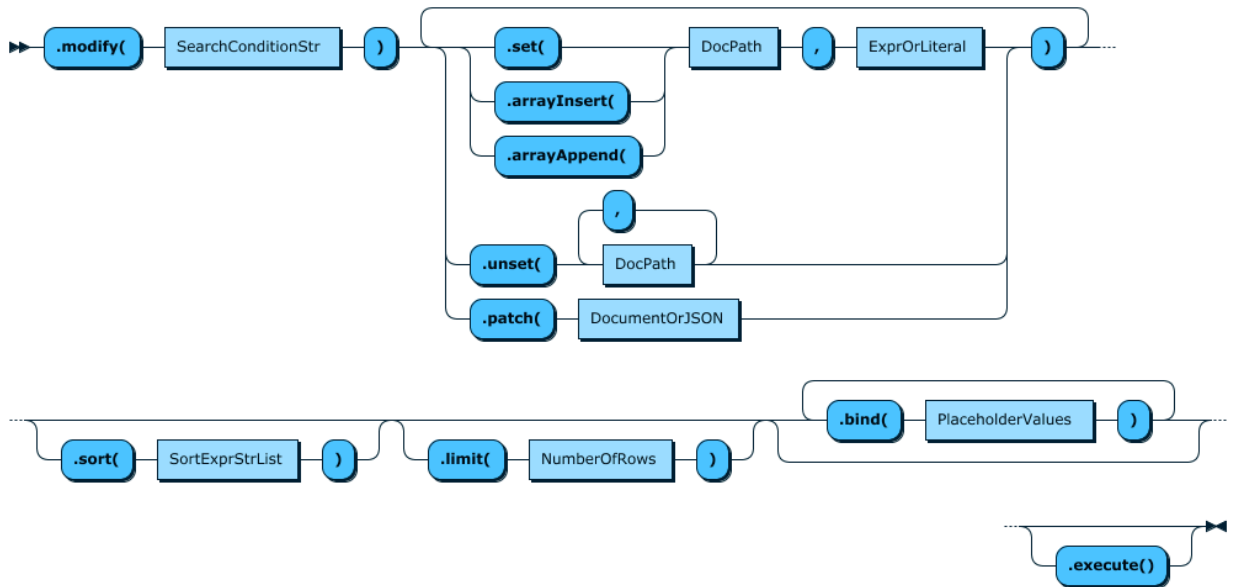 .modify( SearchConditionStr ) .set( DocPath , ExprOrLiteral )
.arrayInsert(
.arrayAppend(
,
.unset( DocPath
.patch( DocumentOrJSON
.bind( PlaceholderValues )
.sort( SortExprStrList ) .limit( NumberOfRows )
.execute()